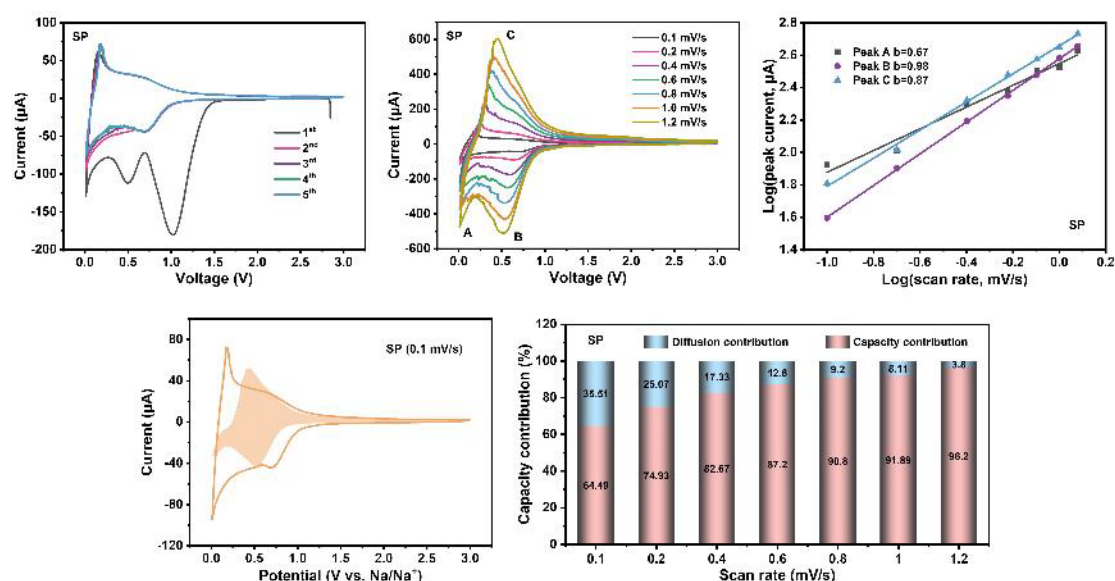 SP
1st
2nd
3rd
4th
5th
Current (µA)
100
50
0
-50
-100
-150
-200
0.0 0.5 1.0 1.5 2.0 2.5 3.0
Voltage (V)
SP
C
A
B
0.1 mV/s
0.2 mV/s
0.4 mV/s
0.6 mV/s
0.8 mV/s
1.0 mV/s
1.2 mV/s
Current (µA)
600
400
200
0
-200
-400
-600
0.0 0.5 1.0 1.5 2.0 2.5 3.0
Voltage (V)
Peak A b=0.67
Peak B b=0.98
Peak C b=0.87
SP
Log(peak current, µA)
2.8
2.6
2.4
2.2
2.0
1.8
1.6
1.4
-1.0 -0.8 -0.6 -0.4 -0.2 0.0 0.2
Log(scan rate, mV/s)
SP (0.1 mV/s)
Current (µA)
80
40
0
-40
-80
-120
0.0 0.5 1.0 1.5 2.0 2.5 3.0
Potential (V vs. Na/Na+)
SP
Diffusion contribution
Capacity contribution
Capacity contribution (%)
120
100
80
60
40
20
0
35.51 25.07 17.33 12.8 9.2 8.11 3.8
64.49 74.93 82.67 87.2 90.8 91.89 96.2
0.1 0.2 0.4 0.6 0.8 1 1.2
Scan rate (mV/s)